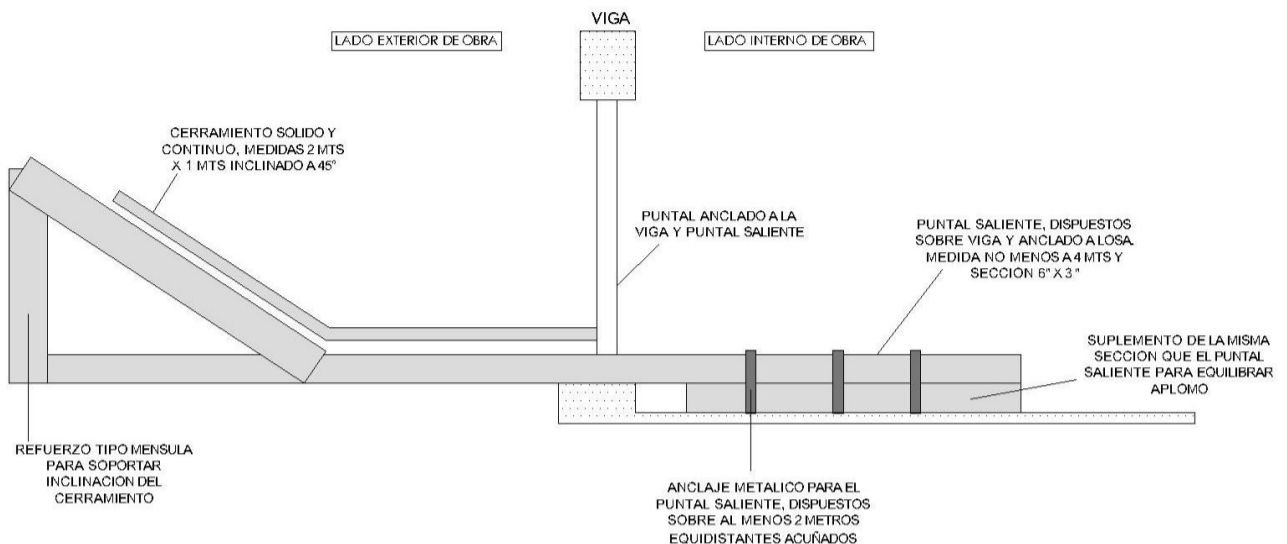 VIGA
LADO EXTERIOR DE OBRA
LADO INTERNO DE OBRA
CERRAMIENTO SOLIDO Y
CONTINUO, MEDIDAS 2 MTS
X 1 MTS INCLINADO A 45°
PUNTAL ANCLADO A LA
VIGA Y PUNTAL SALIENTE
PUNTAL SALIENTE, DISPUESTOS
SOBRE VIGA Y ANCLADO A LOSA.
MEDIDA NO MENOS A 4 MTS Y
SECCION 6" X 3"
SUPLEMENTO DE LA MISMA
SECCION QUE EL PUNTAL
SALIENTE PARA EQUILIBRAR
APLOMO
REFUERZO TIPO MENSULA
PARA SOPORTAR
INCLINACION DEL
CERRAMIENTO
ANCLAJE METALICO PARA EL
PUNTAL SALIENTE, DISPUESTOS
SOBRE AL MENOS 2 METROS
EQUIDISTANTES ACUÑADOS